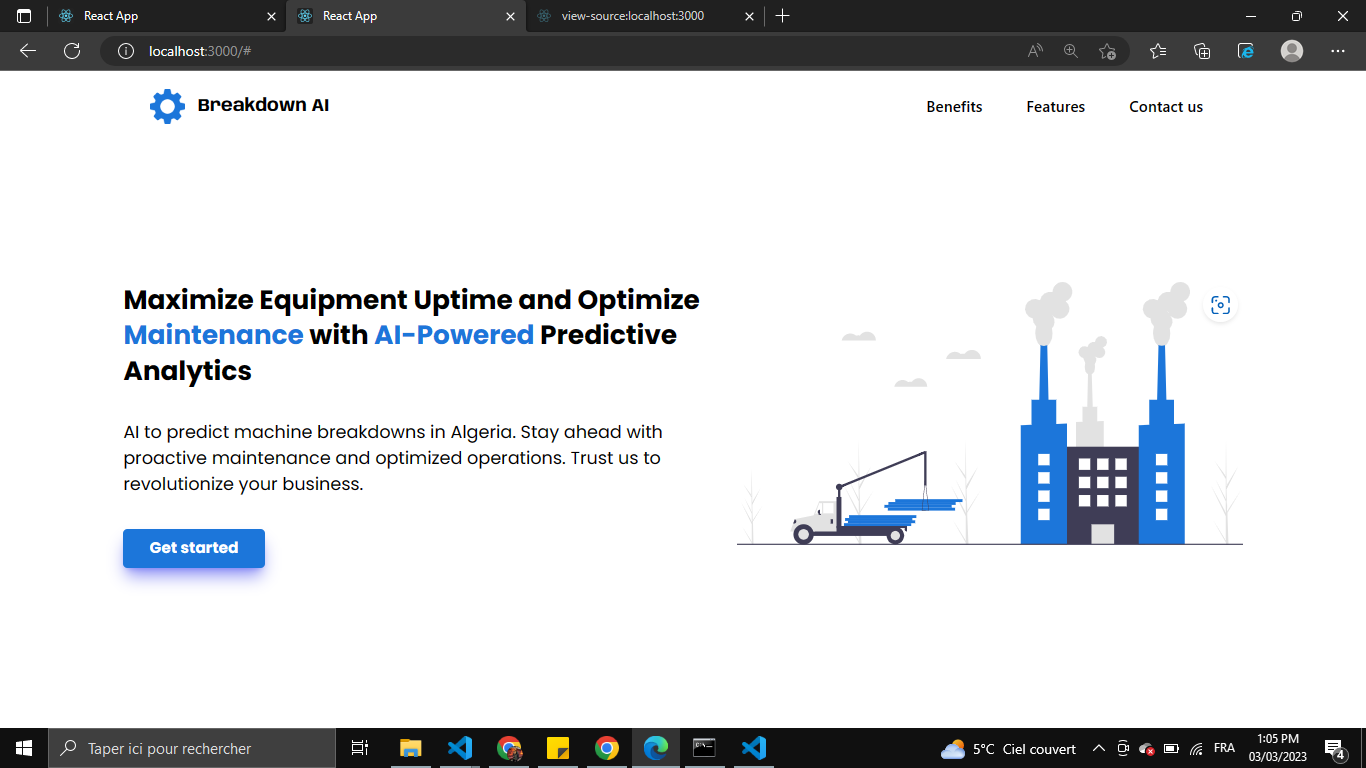 React App
React App
view-source:localhost:3000
localhost:3000/#
Breakdown AI
Benefits
Features
Contact us
Maximize Equipment Uptime and Optimize
Maintenance with AI-Powered Predictive
Analytics
AI to predict machine breakdowns in Algeria. Stay ahead with
proactive maintenance and optimized operations. Trust us to
revolutionize your business.
Get started
Taper ici pour rechercher
5°C Ciel couvert
FRA
1:05 PM
03/03/2023
4